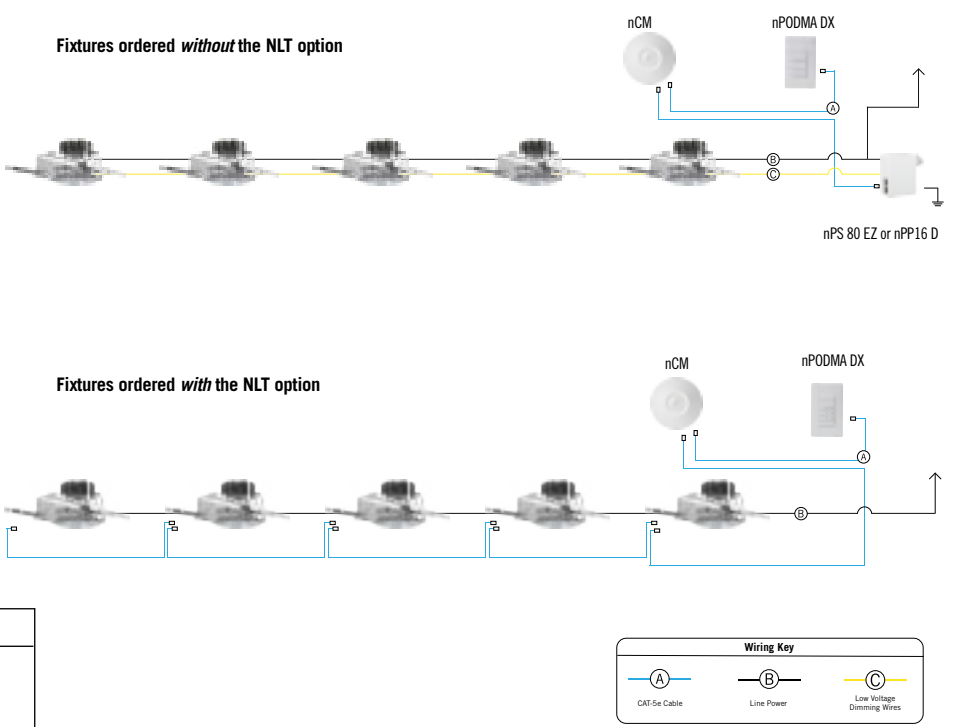 nCM
nPODMA DX
Fixtures ordered without the NLT option
A
B
C
nPS 80 EZ or nPP16 D
nCM
nPODMA DX
Fixtures ordered with the NLT option
A
B
Wiring Key
A
B
C
CAT-5e Cable
Line Power
Low Voltage
Dimming Wires